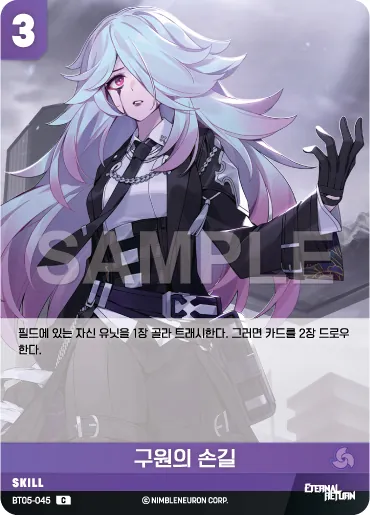 3
SAMPLE
필드에 있는 자신 유닛을 1장 골라 트래시한다. 그러면 카드를 2장 드로우
한다.
구원의 손길
SKILL
BT05-045 C
© NIMBLENEURON CORP.
ETERNAL
RETURN